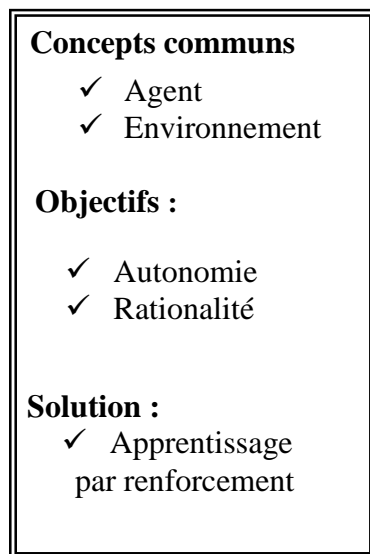 Concepts communs
✓ Agent
✓ Environnement
Objectifs :
✓ Autonomie
✓ Rationalité
Solution :
✓ Apprentissage
par renforcement